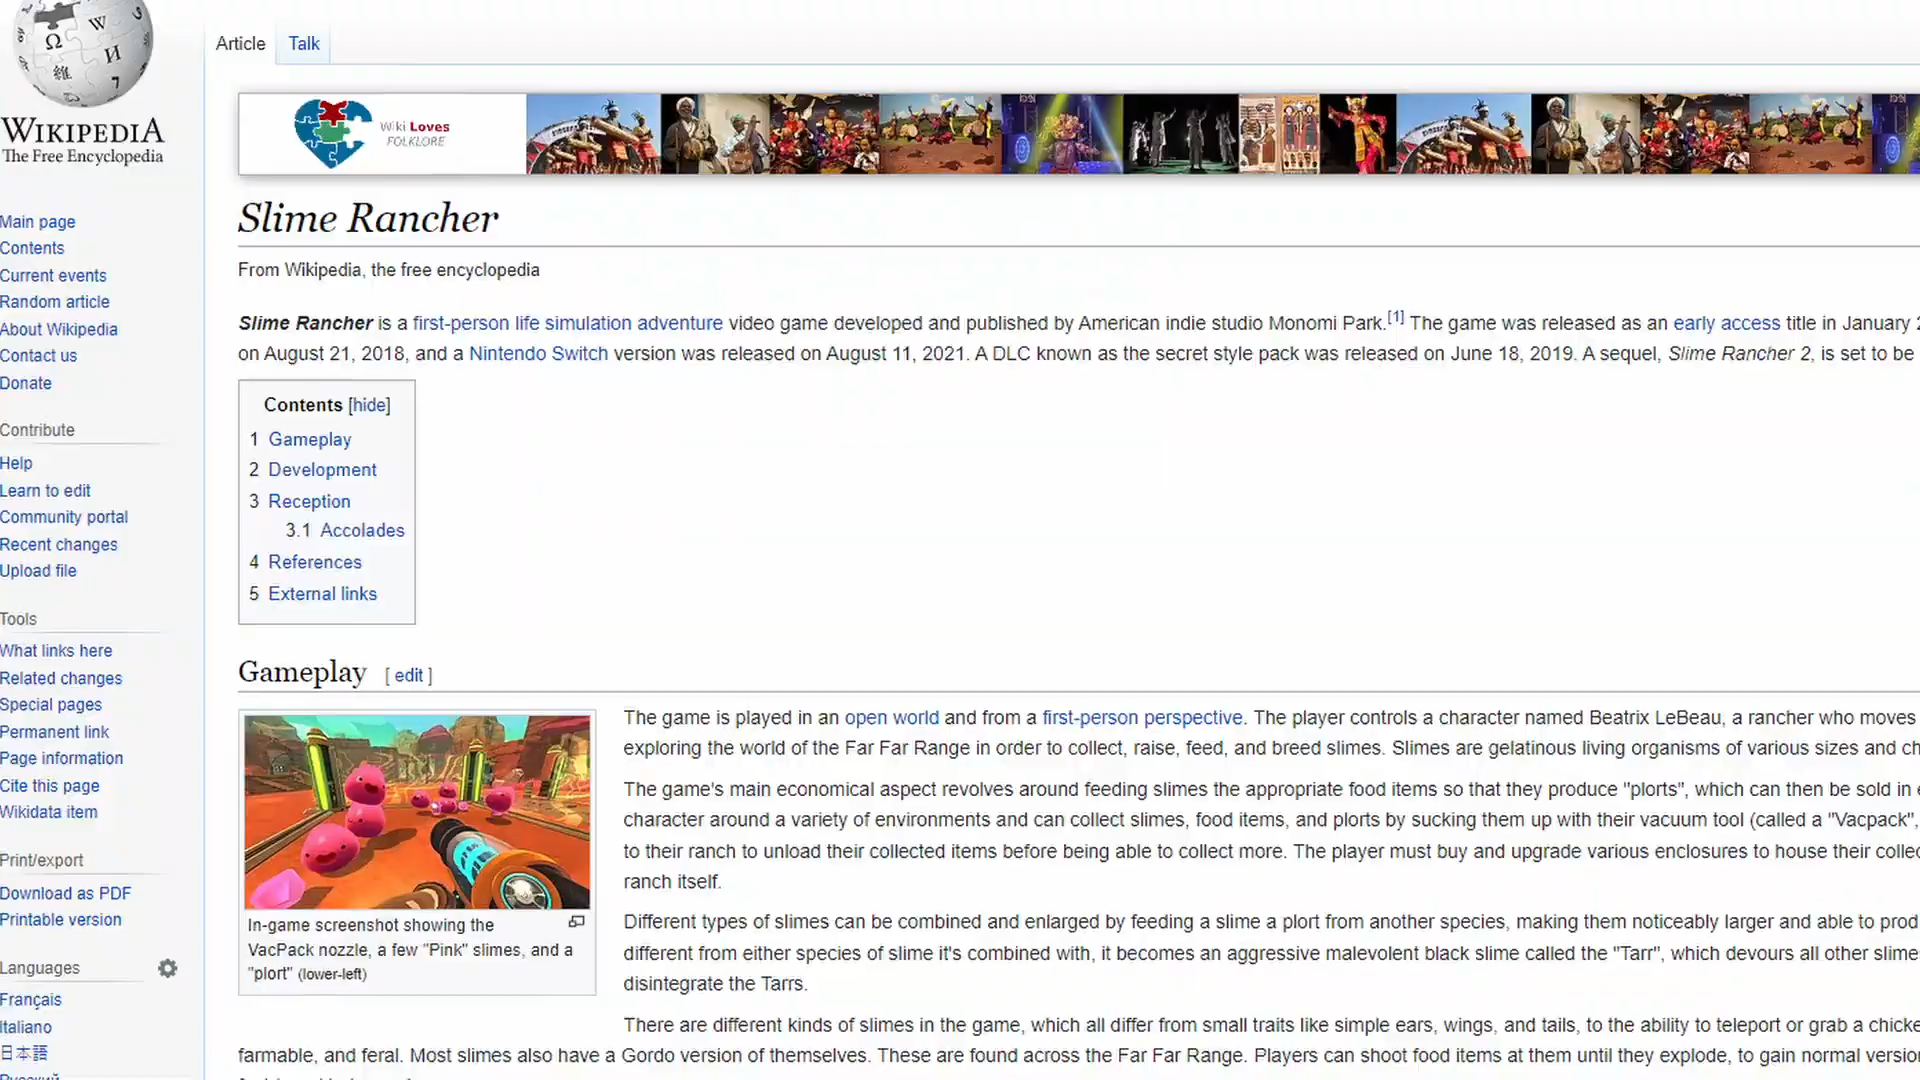 Article Talk
WIKIPEDIA
The Free Encyclopedia
Wiki Loves
FOLKLORE
Main page
Contents
Current events
Random article
About Wikipedia
Contact us
Donate
Contribute
Help
Learn to edit
Community portal
Recent changes
Upload file
Tools
What links here
Related changes
Special pages
Permanent link
Page information
Cite this page
Wikidata item
Print/export
Download as PDF
Printable version
Languages
Français
Italiano
日本語
Slime Rancher
From Wikipedia, the free encyclopedia
Slime Rancher is a first-person life simulation adventure video game developed and published by American indie studio Monomi Park.[1] The game was released as an early access title in January
on August 21, 2018, and a Nintendo Switch version was released on August 11, 2021. A DLC known as the secret style pack was released on June 18, 2019. A sequel, Slime Rancher 2, is set to be
Contents [hide]
1 Gameplay
2 Development
3 Reception
3.1 Accolades
4 References
5 External links
Gameplay [ edit ]
In-game screenshot showing the
VacPack nozzle, a few "Pink" slimes, and a
"plort" (lower-left)
The game is played in an open world and from a first-person perspective. The player controls a character named Beatrix LeBeau, a rancher who moves
exploring the world of the Far Far Range in order to collect, raise, feed, and breed slimes. Slimes are gelatinous living organisms of various sizes and
The game's main economical aspect revolves around feeding slimes the appropriate food items so that they produce "plorts", which can then be sold in
character around a variety of environments and can collect slimes, food items, and plorts by sucking them up with their vacuum tool (called a "Vacpack",
to their ranch to unload their collected items before being able to collect more. The player must buy and upgrade various enclosures to house their
ranch itself.
Different types of slimes can be combined and enlarged by feeding a slime a plort from another species, making them noticeably larger and able to
different from either species of slime it's combined with, it becomes an aggressive malevolent black slime called the "Tarr", which devours all other
disintegrate the Tarrs.
There are different kinds of slimes in the game, which all differ from small traits like simple ears, wings, and tails, to the ability to teleport or grab a
farmable, and feral. Most slimes also have a Gordo version of themselves. These are found across the Far Far Range. Players can shoot food items at them until they explode, to gain normal